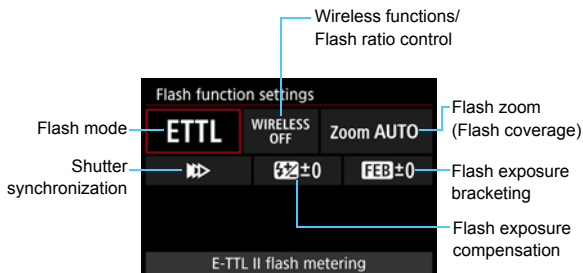 Wireless functions/
Flash ratio control
Flash function settings
Flash mode
ETTL
WIRELESS
OFF
Zoom AUTO
Flash zoom
(Flash coverage)
Shutter
synchronization
±0
FEB±0
Flash exposure
bracketing
Flash exposure
compensation
E-TTL II flash metering